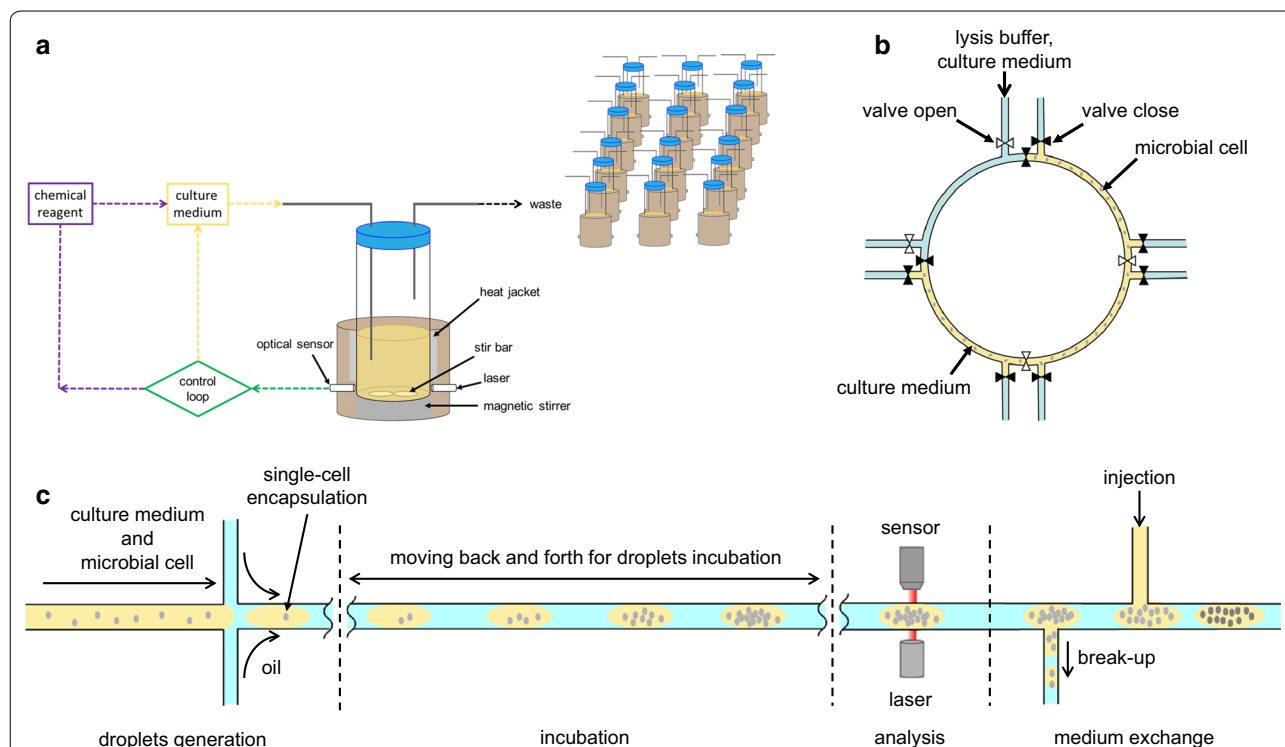 a
chemical
reagent
culture
medium
waste
heat jacket
optical sensor
stir bar
laser
control
loop
magnetic stirrer
b
lysis buffer,
culture medium
valve open
valve close
microbial cell
culture medium
c
single-cell
encapsulation
culture medium
and
microbial cell
oil
moving back and forth for droplets incubation
sensor
laser
injection
break-up
droplets generation
incubation
analysis
medium exchange